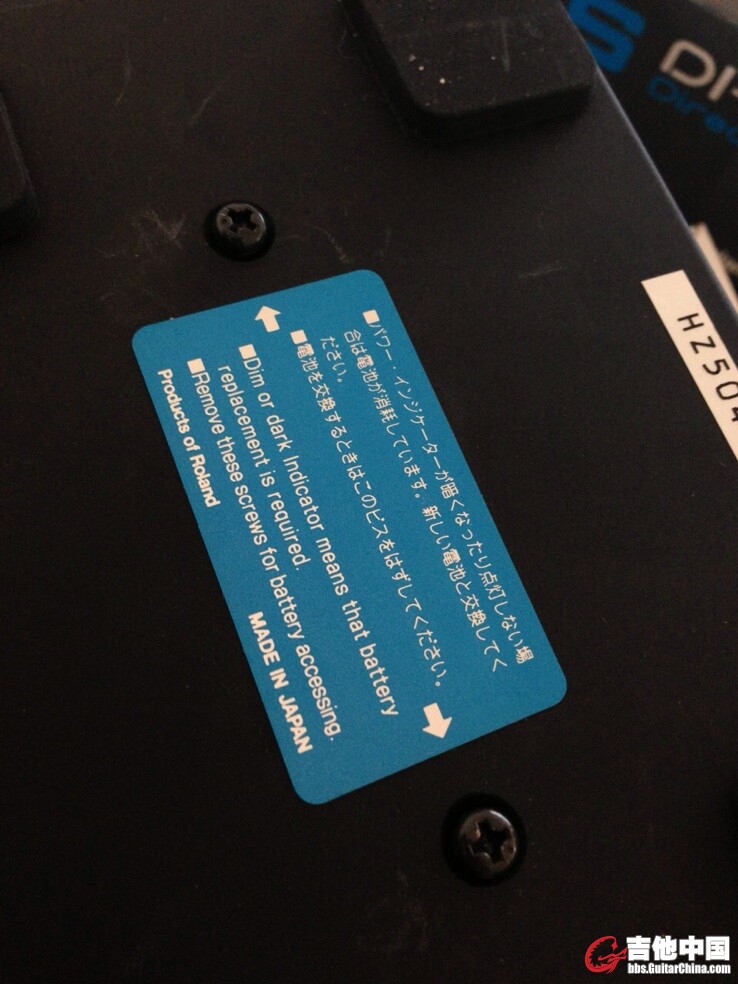 ■パワー・インジケーターが暗くなったり点灯しない場
合は電池が消耗しています。新しい電池と交換してく
ださい。
■電池を交換するときはこのビスをはずしてください。
■Dim or dark Indicator means that battery
replacement is required.
■Remove these screws for battery accessing.
Products of Roland
MADE IN JAPAN
HZ504
S
DI-
Direc
吉他中国
bbs.GuitarChina.com